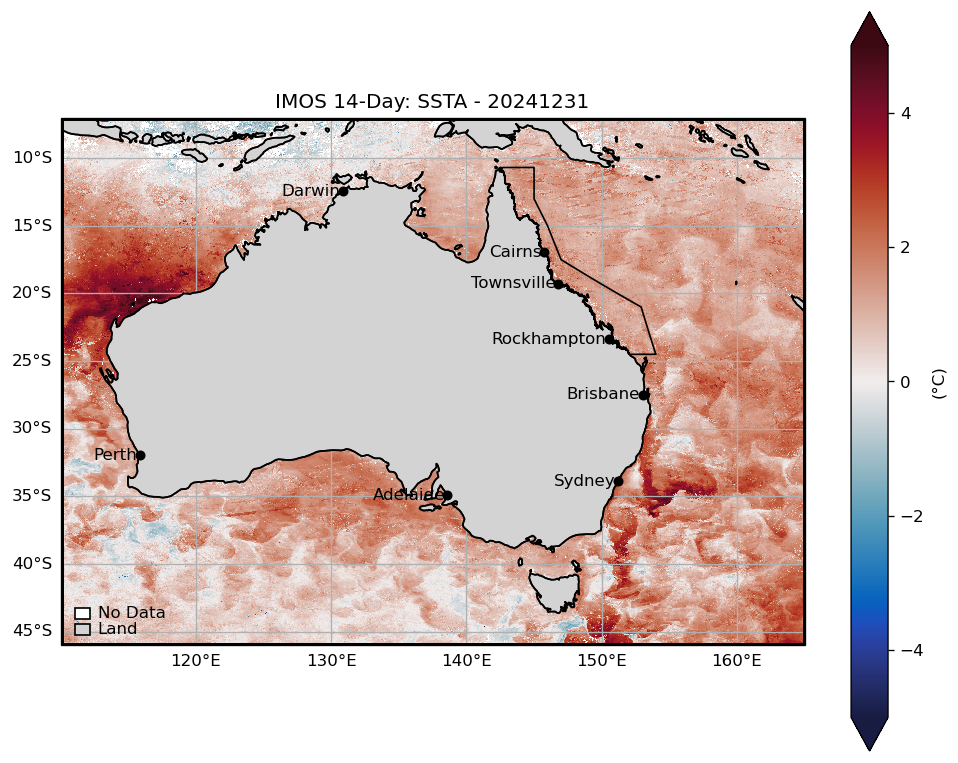 IMOS 14-Day: SSTA - 20241231
10°S
15°S
20°S
25°S
30°S
35°S
40°S
45°S
Darwin
Cairns
Townsville
Rockhampton
Brisbane
Perth
Sydney
Adelaide
No Data
Land
120°E
130°E
140°E
150°E
160°E
4
2
0
−2
−4
(°C)